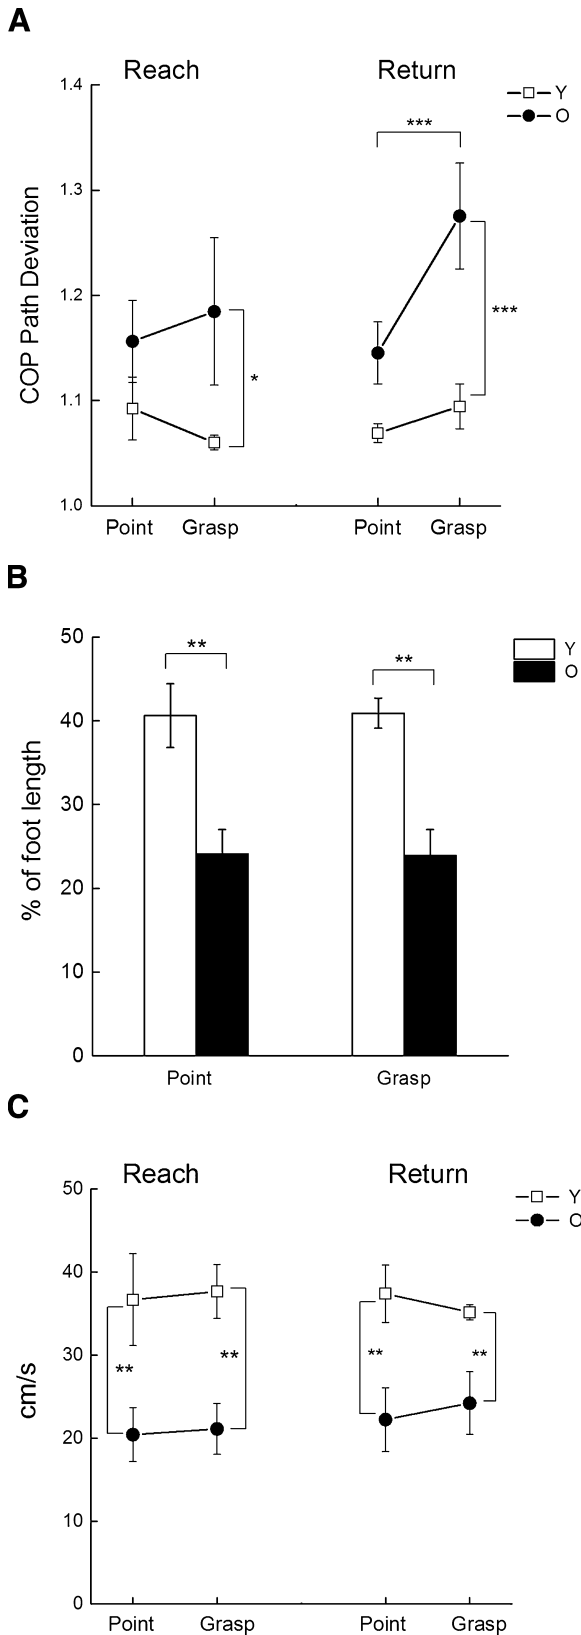 A
Reach Return
1.4
1.3
1.2
1.1
1.0
COP Path Deviation
Y
O
***
*
***
Point Grasp Point Grasp
B
50
40
30
20
10
0
% of foot length
Y
O
**
**
Point Grasp
C
Reach Return
50
40
30
20
10
0
cm/s
Y
O
**
**
**
**
Point Grasp Point Grasp